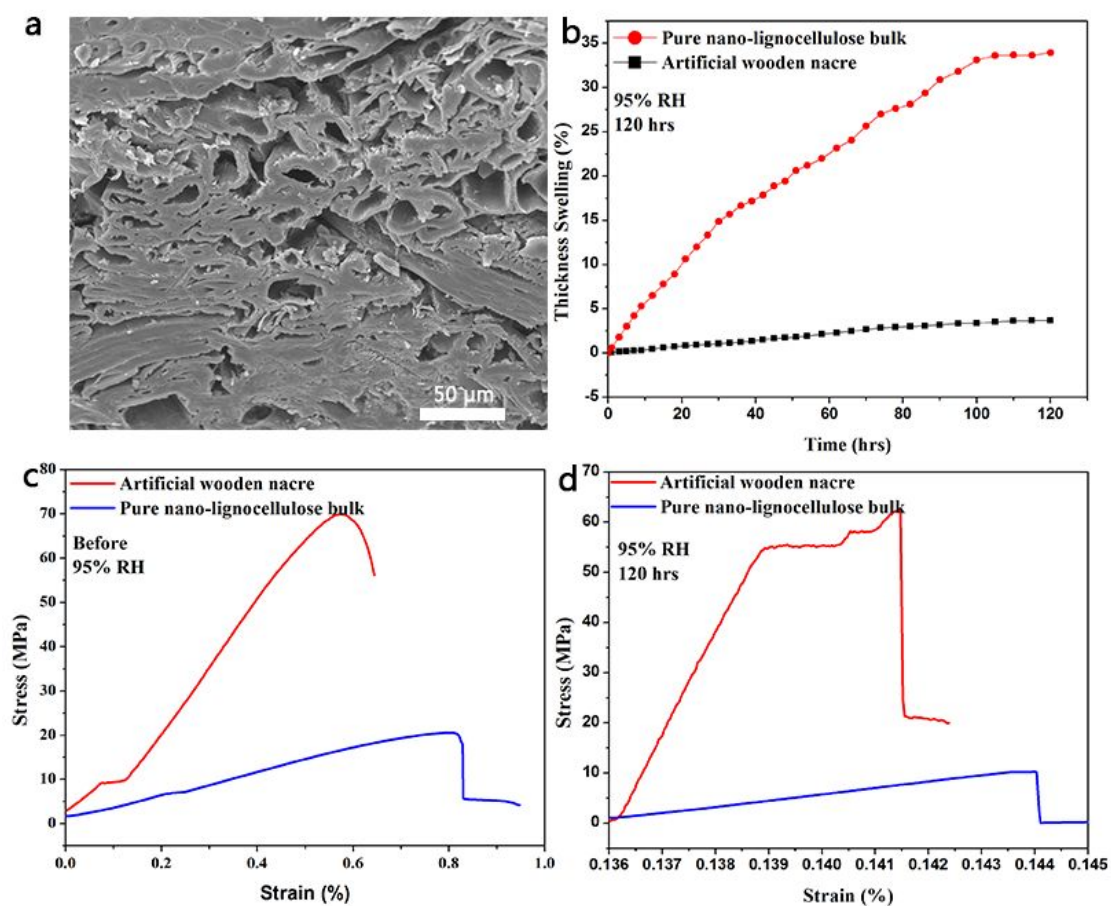 a
50 µm
b
Pure nano-lignocellulose bulk
Artificial wooden nacre
95% RH
120 hrs
Thickness Swelling (%)
35
30
25
20
15
10
5
0
-5
0
20
40
60
80
100
120
Time (hrs)
c
Artificial wooden nacre
Pure nano-lignocellulose bulk
Before
95% RH
Stress (MPa)
80
70
60
50
40
30
20
10
0
0.0
0.2
0.4
0.6
0.8
1.0
Strain (%)
d
Artificial wooden nacre
Pure nano-lignocellulose bulk
95% RH
120 hrs
Stress (MPa)
70
60
50
40
30
20
10
0
0.136
0.137
0.138
0.139
0.140
0.141
0.142
0.143
0.144
0.145
Strain (%)